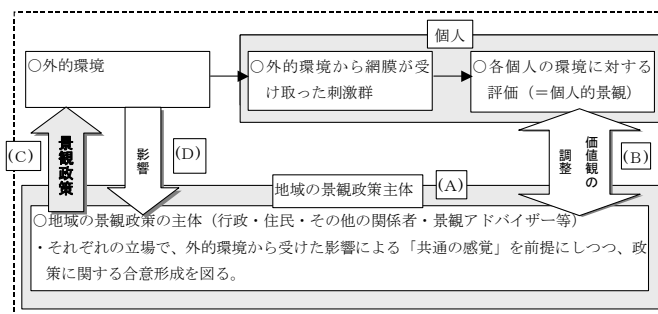 個人
○外的環境
○外的環境から網膜が受
け取った刺激群
○各個人の環境に対する
評価（＝個人的景観）
(C)
景観政策
影響
(D)
価値観の
調整
(B)
地域の景観政策主体
(A)
○地域の景観政策の主体（行政・住民・その他の関係者・景観アドバイザー等）
・それぞれの立場で、外的環境から受けた影響による「共通の感覚」を前提にしつつ、政
策に関する合意形成を図る。